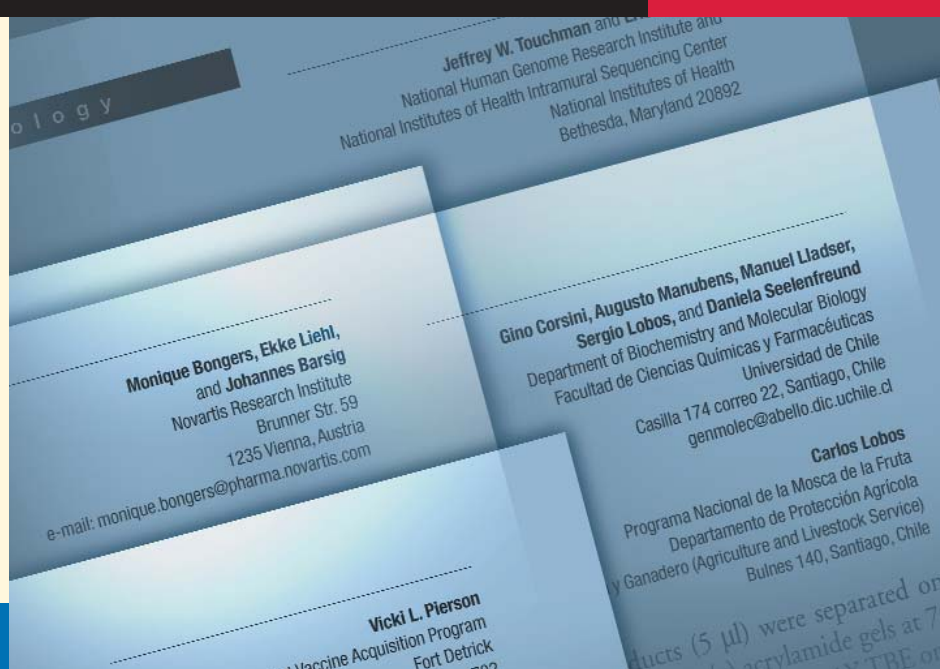 o l o g y
Jeffrey W. Touchman and
National Human Genome Research Institute and
National Institutes of Health Intramural Sequencing Center
National Institutes of Health
Bethesda, Maryland 20892
Monique Bongers, Ekke Liehl,
and Johannes Barsig
Novartis Research Institute
Brunner Str. 59
1235 Vienna, Austria
e-mail: monique.bongers@pharma.novartis.com
Gino Corsini, Augusto Manubens, Manuel Lladser,
Sergio Lobos, and Daniela Seelenfreund
Department of Biochemistry and Molecular Biology
Facultad de Ciencias Químicas y Farmacéuticas
Universidad de Chile
Casilla 174 correo 22, Santiago, Chile
genmolec@abello.dic.uchile.cl
Carlos Lobos
Programa Nacional de la Mosca de la Fruta
Departamento de Protección Agrícola
y Ganadero (Agriculture and Livestock Service)
Bulnes 140, Santiago, Chile
Vicki L. Pierson
Vaccine Acquisition Program
Fort Detrick
ducts (5 µl) were separated on
gels at 7